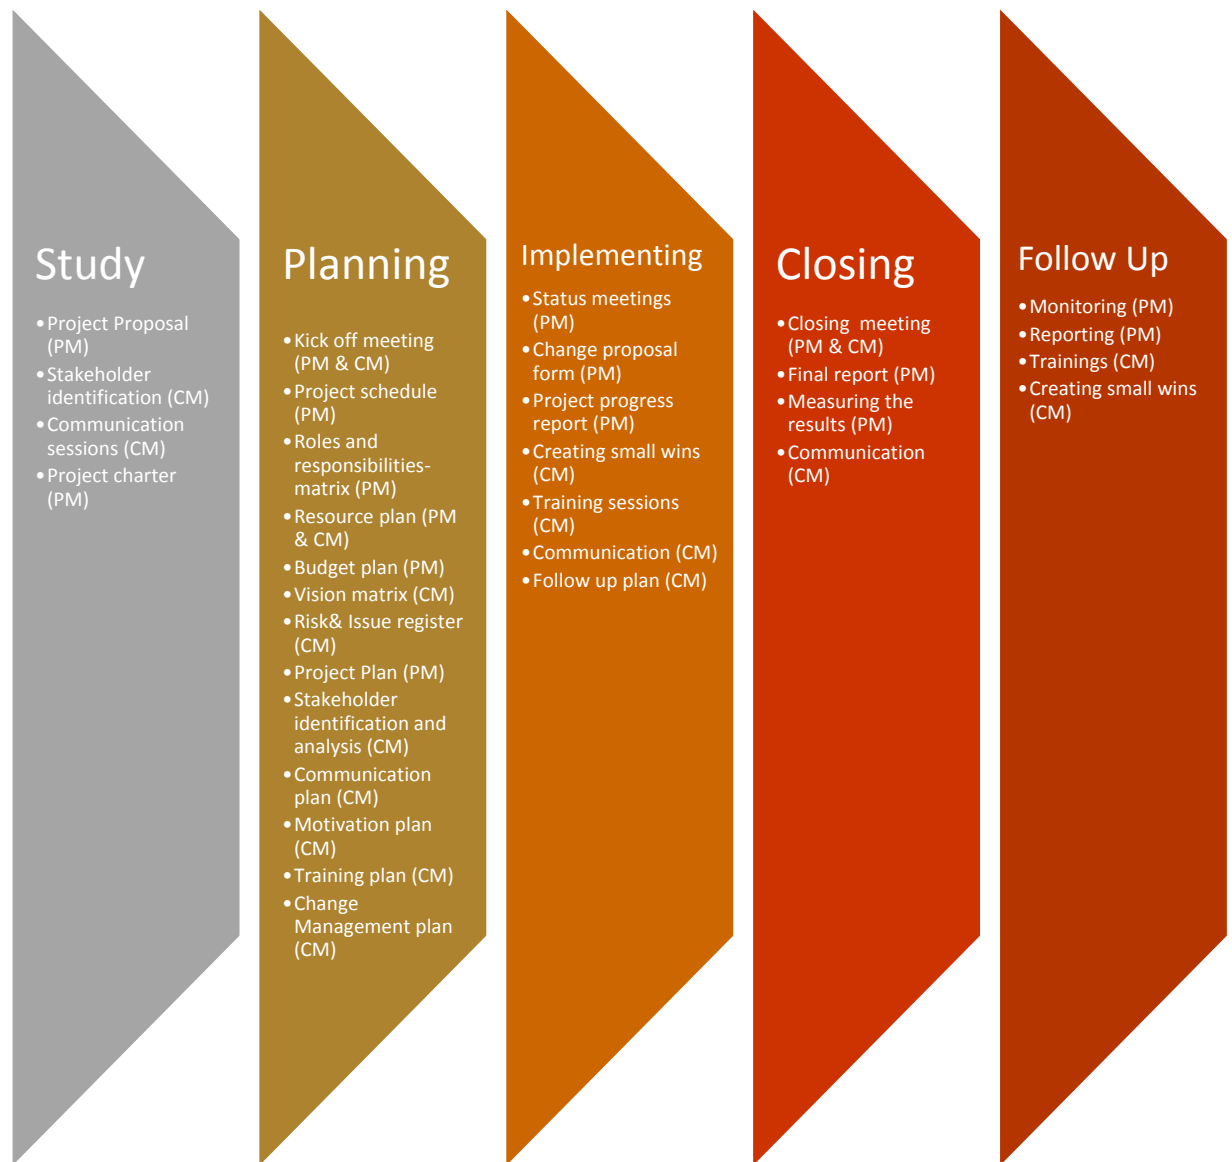 Study
•Project Proposal
(PM)
•Stakeholder
identification (CM)
•Communication
sessions (CM)
•Project charter
(PM)
Planning
•Kick off meeting
(PM & CM)
•Project schedule
(PM)
•Roles and
responsibilities-
matrix (PM)
•Resource plan (PM
& CM)
•Budget plan (PM)
•Vision matrix (CM)
•Risk& Issue register
(CM)
•Project Plan (PM)
•Stakeholder
identification and
analysis (CM)
•Communication
plan (CM)
•Motivation plan
(CM)
•Training plan (CM)
•Change
Management plan
(CM)
Implementing
•Status meetings
(PM)
•Change proposal
form (PM)
•Project progress
report (PM)
•Creating small wins
(CM)
•Training sessions
(CM)
•Communication (CM)
•Follow up plan (CM)
Closing
•Closing  meeting
(PM & CM)
•Final report (PM)
•Measuring the
results (PM)
•Communication
(CM)
Follow Up
•Monitoring (PM)
•Reporting (PM)
•Trainings (CM)
•Creating small wins
(CM)